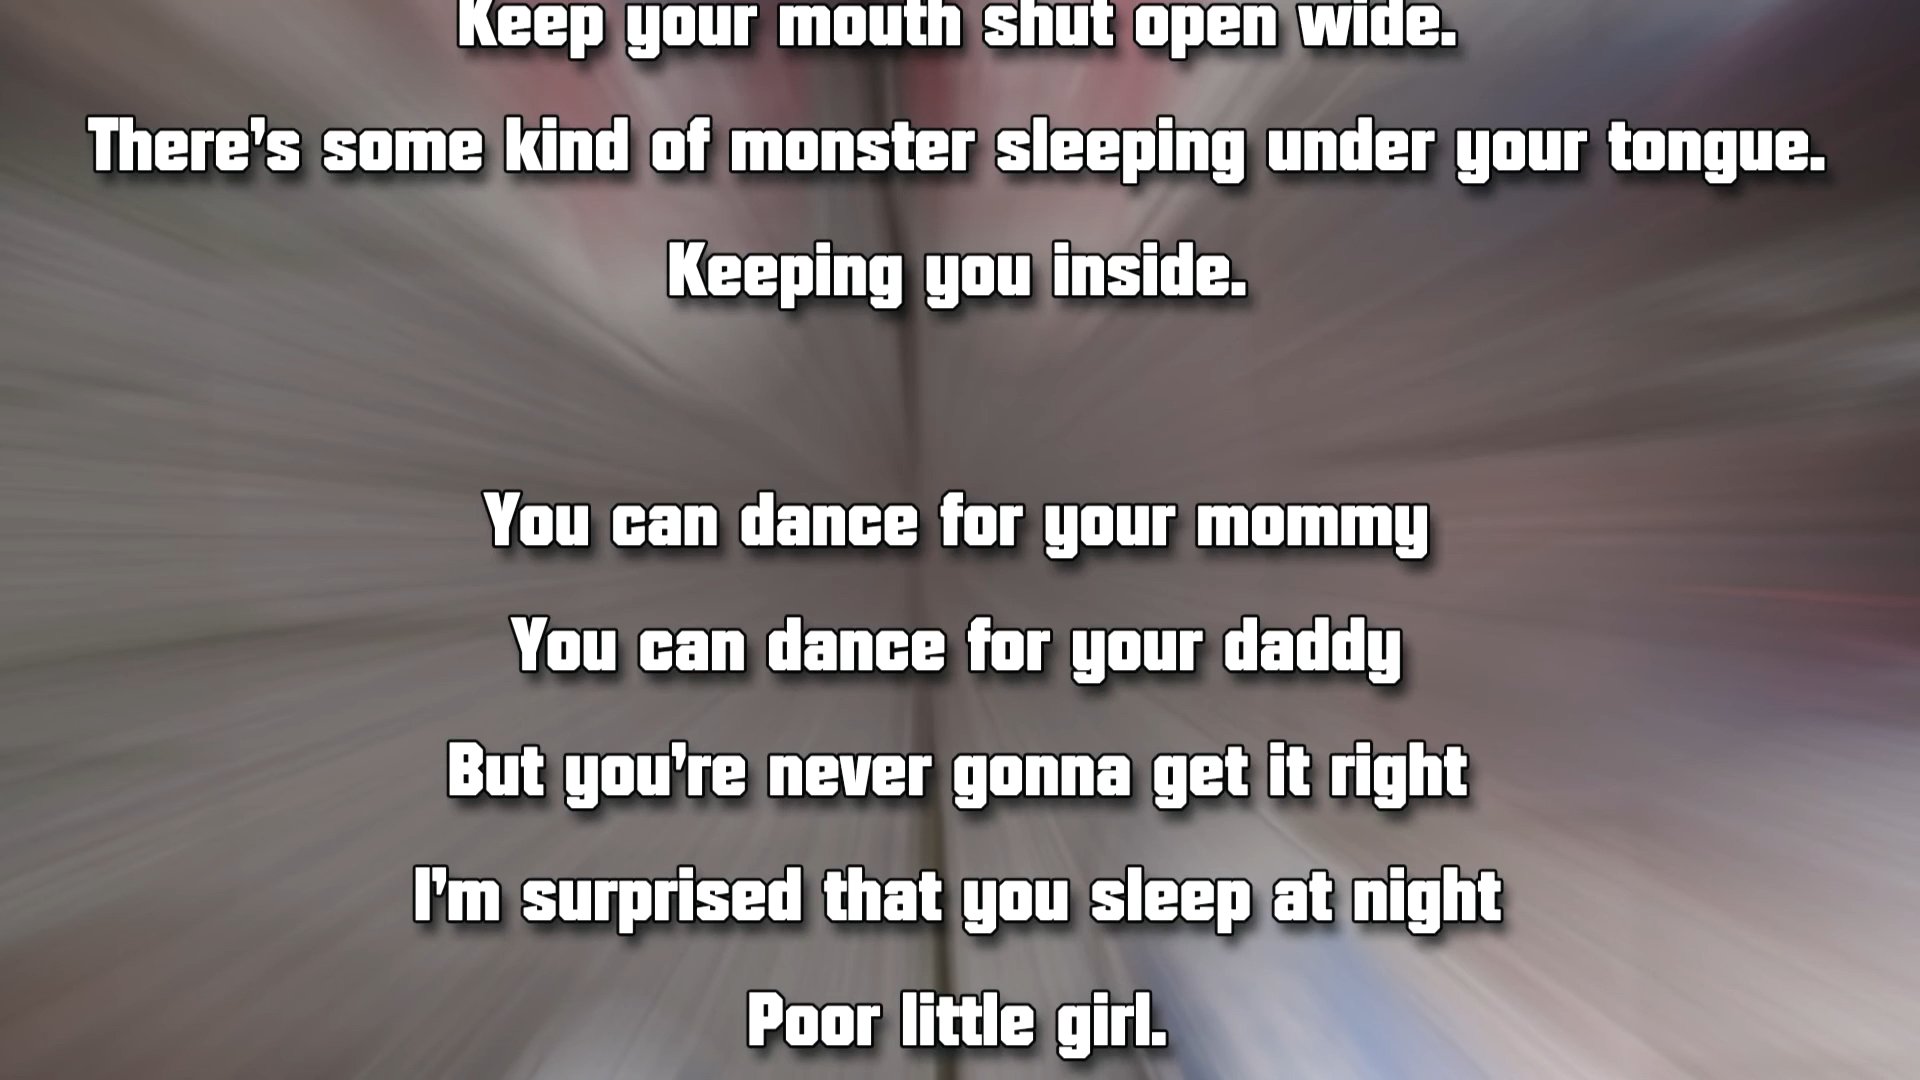 Keep your mouth shut open wide.
There's some kind of monster sleeping under your tongue.
Keeping you inside.
You can dance for your mommy
You can dance for your daddy
But you're never gonna get it right
I'm surprised that you sleep at night
Poor little girl.